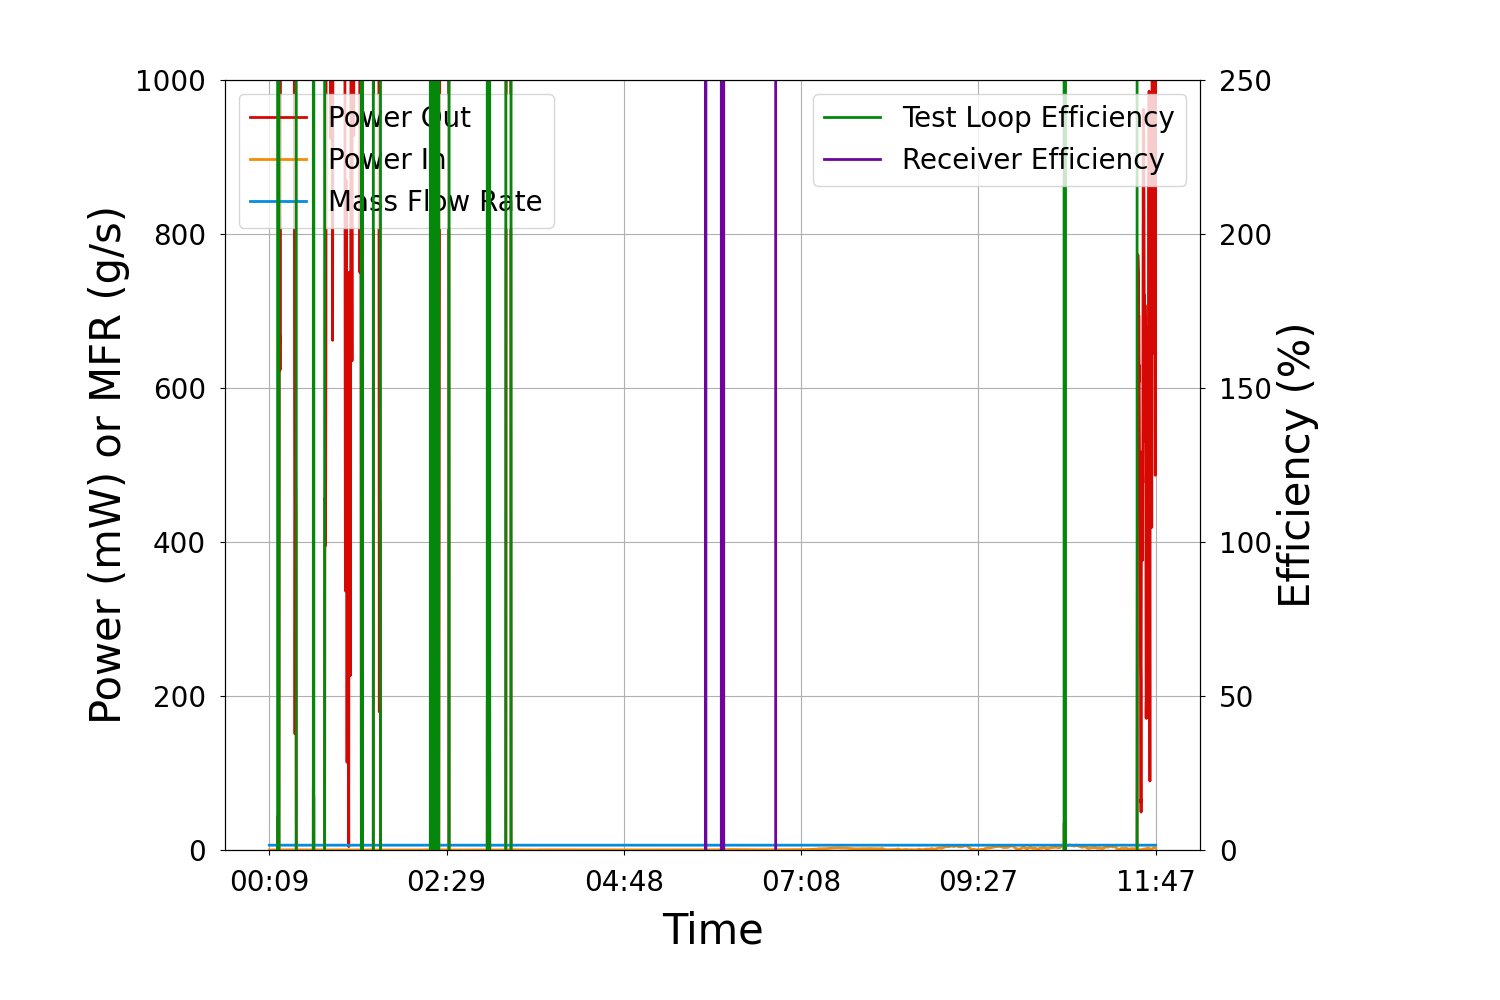 1000
800
600
400
200
0
Power (mW) or MFR (g/s)
Power Out
Power In
Mass Flow Rate
Test Loop Efficiency
Receiver Efficiency
250
200
150
100
50
0
Efficiency (%)
00:09 02:29 04:48 07:08 09:27 11:47
Time